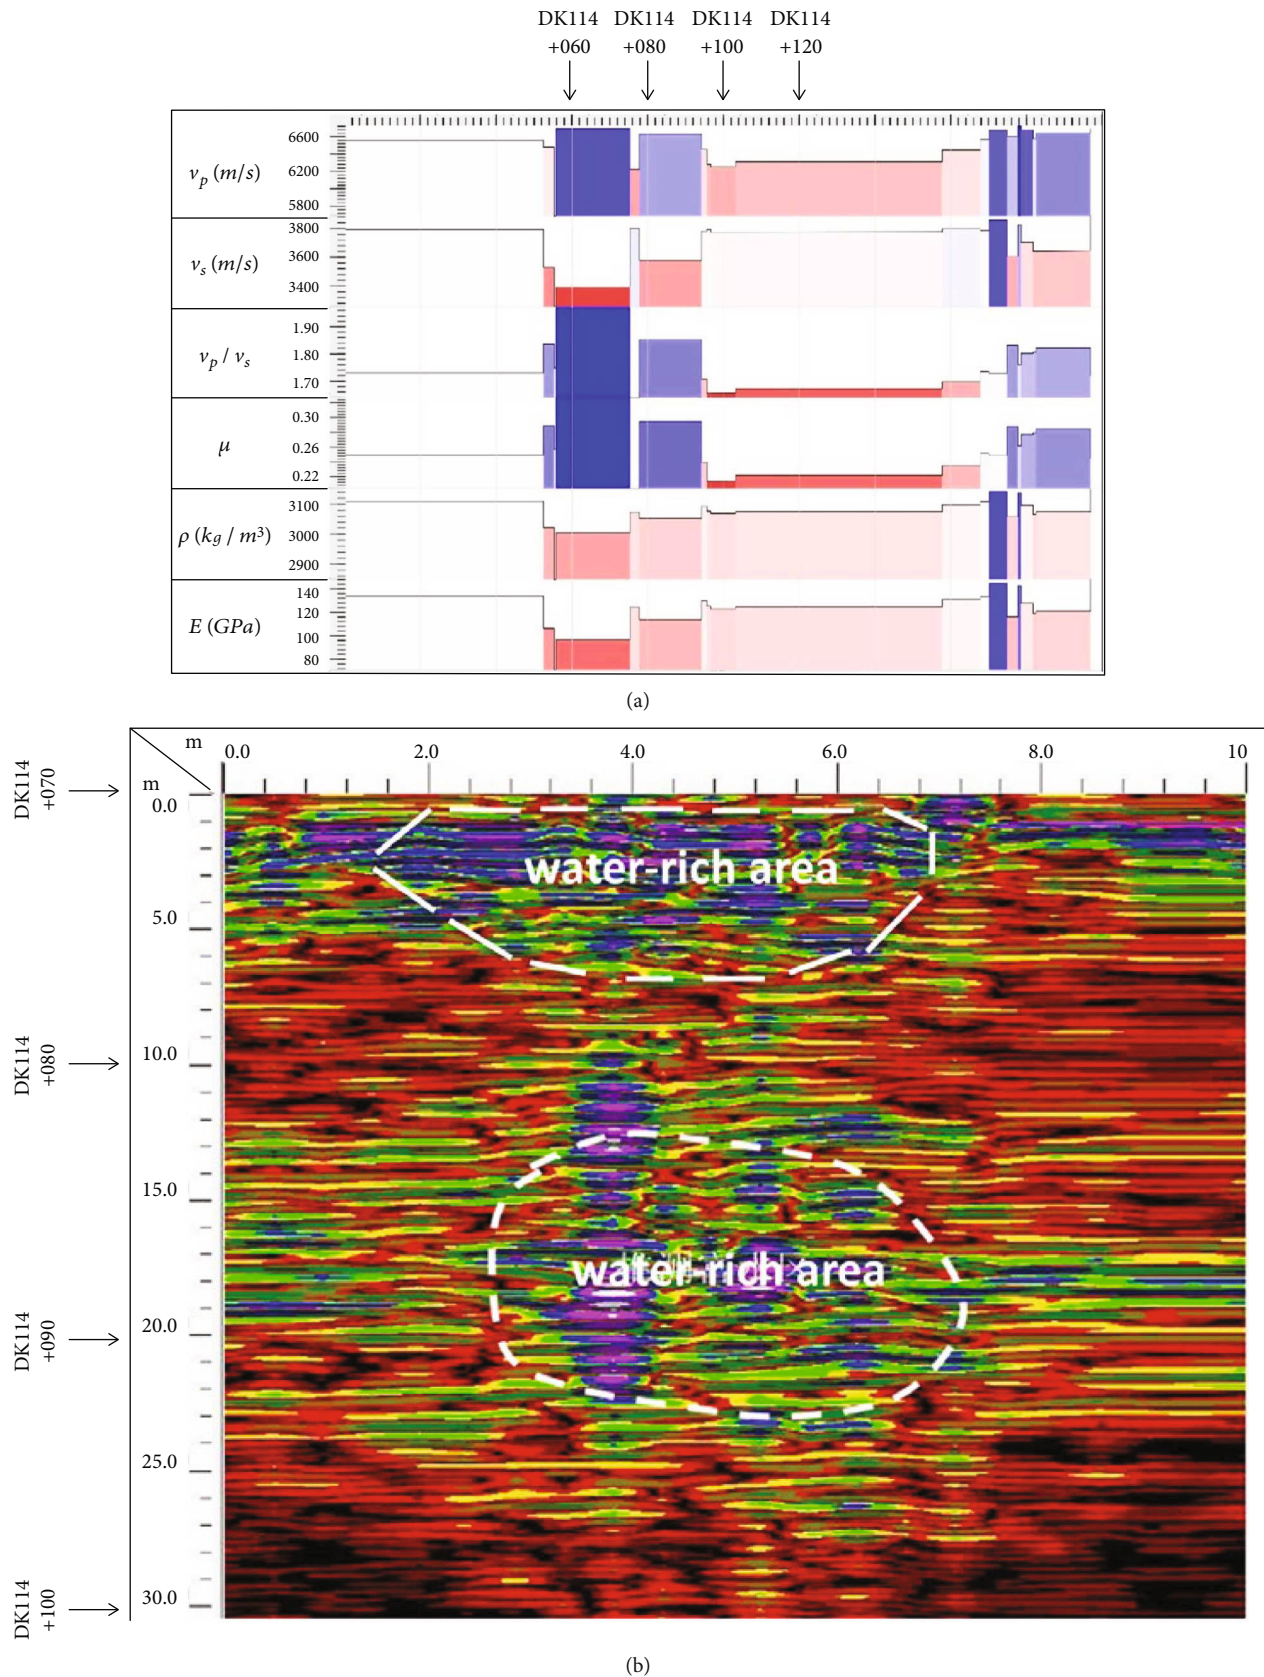 DK114 DK114 DK114 DK114
+060 +080 +100 +120
v_p (m/s)
6600
6200
5800
v_s (m/s)
3800
3600
3400
v_p / v_s
1.90
1.80
1.70
μ
0.30
0.26
0.22
ρ (kg / m³)
3100
3000
2900
E (GPa)
140
120
100
80
(a)
m
0.0 2.0 4.0 6.0 8.0 10
m
DK114
+070
0.0
water-rich area
5.0
DK114
+080
10.0
15.0
water-rich area
DK114
+090
20.0
25.0
DK114
+100
30.0
(b)